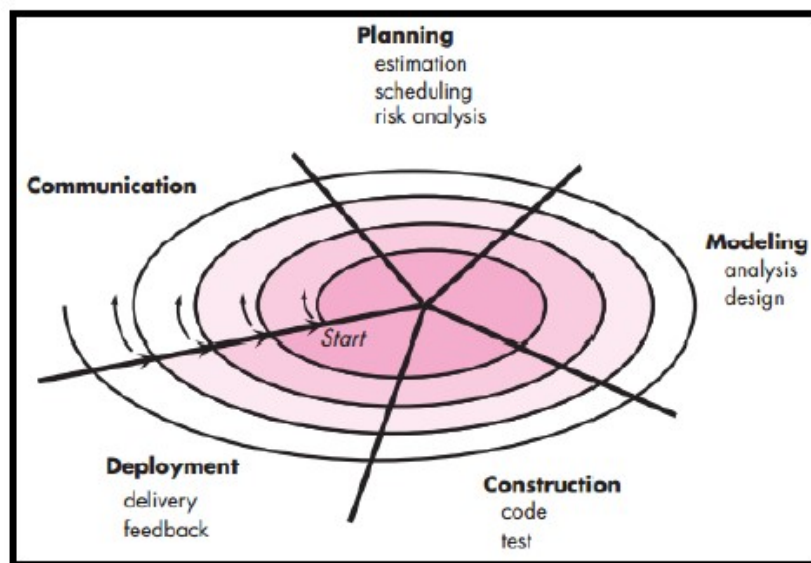 Planning
estimation
scheduling
risk analysis
Communication
Modeling
analysis
design
Start
Deployment
delivery
feedback
Construction
code
test